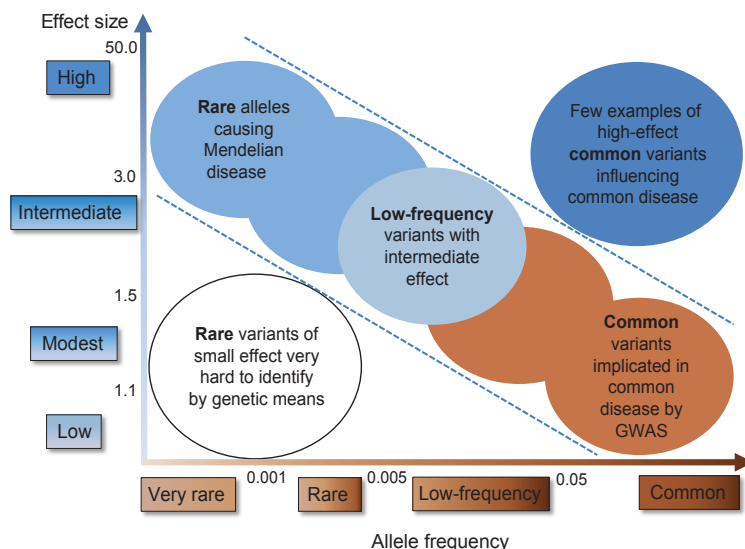 Effect size
50.0
High
3.0
Intermediate
1.5
Modest
1.1
Low
Rare alleles
causing
Mendelian
disease
Few examples of
high-effect
common variants
influencing
common disease
Low-frequency
variants with
intermediate
effect
Rare variants of
small effect very
hard to identify
by genetic means
Common
variants
implicated in
common
disease by
GWAS
Very rare
0.001
Rare
0.005
Low-frequency
0.05
Common
Allele frequency